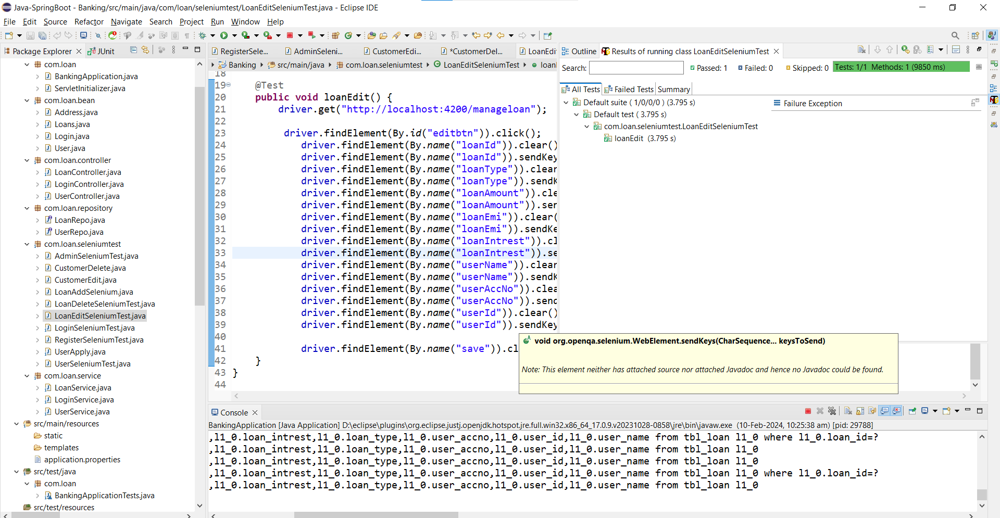 Java-SpringBoot - Banking/src/main/java/com/loan/seleniumtest/LoanEditSeleniumTest.java - Eclipse IDE
File Edit Source Refactor Navigate Search Project Run Window Help
Package Explorer
JUnit
com.loan
BankingApplication.java
ServletInitializer.java
com.loan.bean
Address.java
Loans.java
Login.java
User.java
com.loan.controller
LoanController.java
LoginController.java
UserController.java
com.loan.repository
LoanRepo.java
UserRepo.java
com.loan.seleniumtest
AdminSeleniumTest.java
CustomerDelete.java
CustomerEdit.java
LoanAddSelenium.java
LoanDeleteSeleniumTest.java
LoanEditSeleniumTest.java
LoginSeleniumTest.java
RegisterSeleniumTest.java
UserApply.java
UserSeleniumTest.java
com.loan.service
LoanService.java
LoginService.java
UserService.java
src/main/resources
static
templates
application.properties
src/test/java
com.loan
BankingApplicationTests.java
src/test/resources
RegisterSele... AdminSeleni... CustomerEdi... *CustomerDel... LoanEdi
Banking src/main/java com.loan.seleniumtest LoanEditSeleniumTest loanI
18
19 @Test
20 public void loanEdit() {
21 driver.get("http://localhost:4200/manageloan");
22
23 driver.findElement(By.id("editbtn")).click();
24 driver.findElement(By.name("loanId")).clear()
25 driver.findElement(By.name("loanId")).sendKey
26 driver.findElement(By.name("loanType")).clear
27 driver.findElement(By.name("loanType")).sendK
28 driver.findElement(By.name("loanAmount")).cle
29 driver.findElement(By.name("loanAmount")).sen
30 driver.findElement(By.name("loanEmi")).clear(
31 driver.findElement(By.name("loanEmi")).sendKe
32 driver.findElement(By.name("loanIntrest")).cl
33 driver.findElement(By.name("loanIntrest")).se
34 driver.findElement(By.name("userName")).clear
35 driver.findElement(By.name("userName")).sendK
36 driver.findElement(By.name("userAccNo")).clea
37 driver.findElement(By.name("userAccNo")).send
38 driver.findElement(By.name("userId")).clear()
39 driver.findElement(By.name("userId")).sendKey
40
41 driver.findElement(By.name("save")).cl
42 }
43 }
44
Outline
Results of running class LoanEditSeleniumTest
Search: Passed: 1 Failed: 0 Skipped: 0 Tests: 1/1 Methods: 1 (9850 ms)
All Tests Failed Tests Summary
Default suite ( 1/0/0/0 ) (3.795 s)
Default test ( 3.795 s)
com.loan.seleniumtest.LoanEditSeleniumTest
loanEdit (3.795 s)
Failure Exception
void org.openqa.selenium.WebElement.sendKeys(CharSequence... keysToSend)
Note: This element neither has attached source nor attached Javadoc and hence no Javadoc could be found.
Console
BankingApplication [Java Application] D:\eclipse\plugins\org.eclipse.justj.openjdk.hotspot.jre.full.win32.x86_64_17.0.9.v20231028-0858\jre\bin\javaw.exe (10-Feb-2024, 10:25:38 am) [pid: 29788]
,l1_0.loan_intrest,l1_0.loan_type,l1_0.user_accno,l1_0.user_id,l1_0.user_name from tbl_loan l1_0 where l1_0.loan_id=?
,l1_0.loan_intrest,l1_0.loan_type,l1_0.user_accno,l1_0.user_id,l1_0.user_name from tbl_loan l1_0
,l1_0.loan_intrest,l1_0.loan_type,l1_0.user_accno,l1_0.user_id,l1_0.user_name from tbl_loan l1_0
,l1_0.loan_intrest,l1_0.loan_type,l1_0.user_accno,l1_0.user_id,l1_0.user_name from tbl_loan l1_0 where l1_0.loan_id=?
,l1_0.loan_intrest,l1_0.loan_type,l1_0.user_accno,l1_0.user_id,l1_0.user_name from tbl_loan l1_0